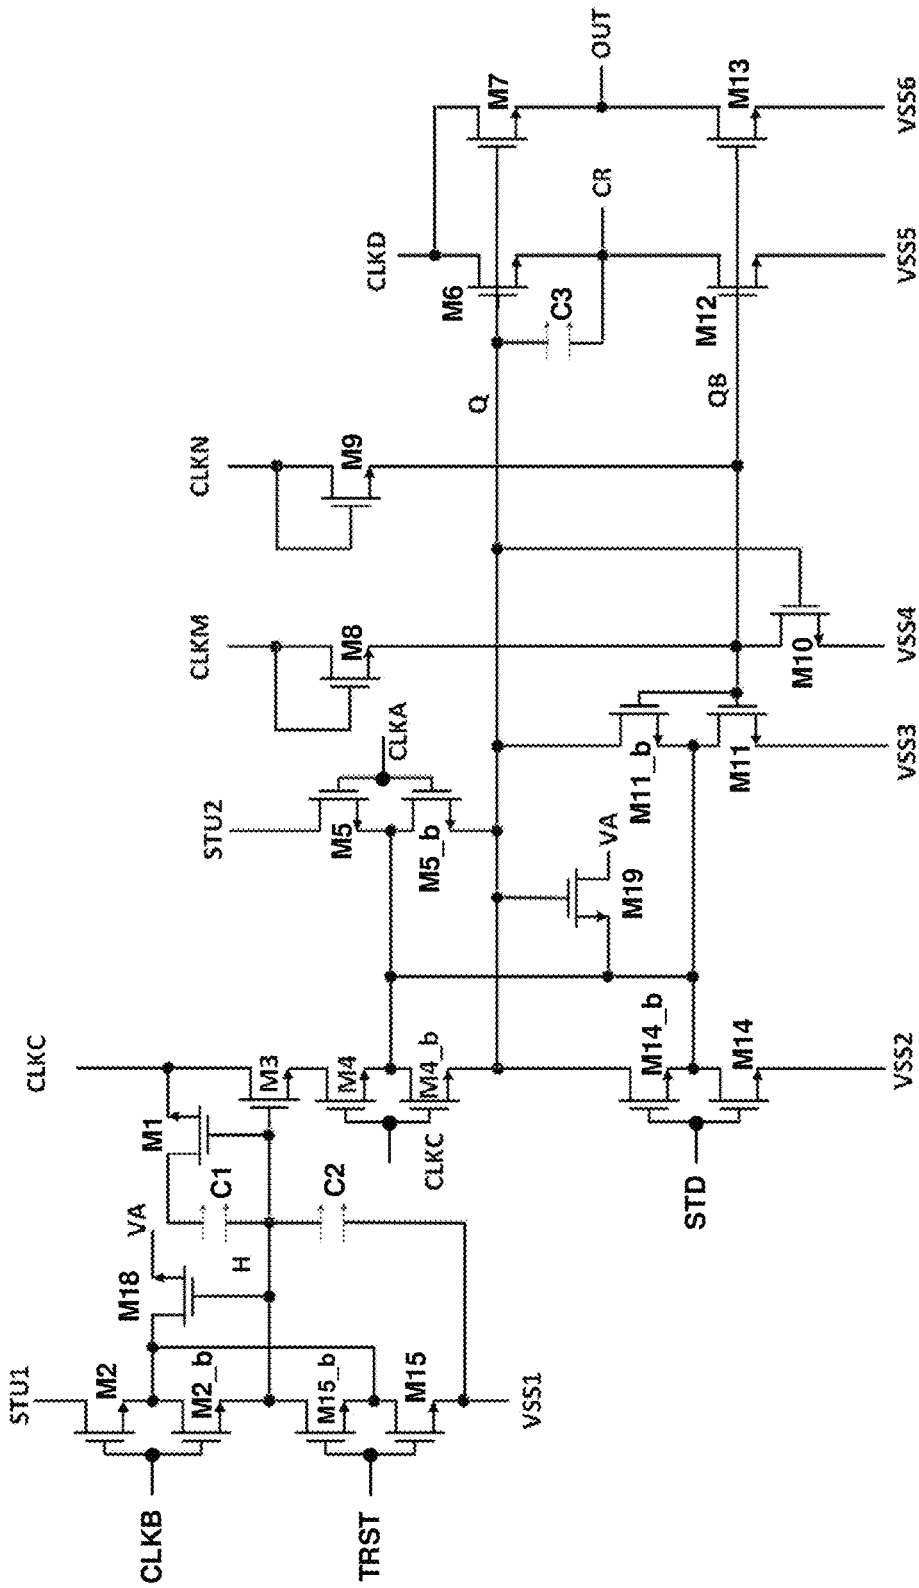 STU1
M2
M2_b
CLKB
M18
VA
H
M15_b
M15
TRST
VSS1
CLKC
M1
C1
C2
M3
M4
M4_b
CLKC
M14_b
M14
STD
VSS2
STU2
M5
M5_b
CLKA
M19
VA
M11_b
M11
VSS3
CLKM
M8
M10
VSS4
CLKN
M9
Q
QB
CLKD
M6
C3
CR
M12
VSS5
M7
OUT
M13
VSS6